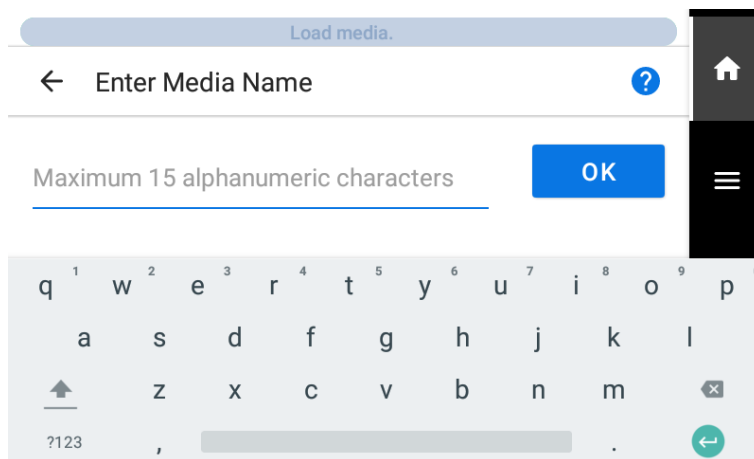 Load media.
Enter Media Name
?
Maximum 15 alphanumeric characters
OK
q 1 w 2 e 3 r 4 t 5 y 6 u 7 i 8 o 9 p
a s d f g h j k l
z x c v b n m
?123 , .